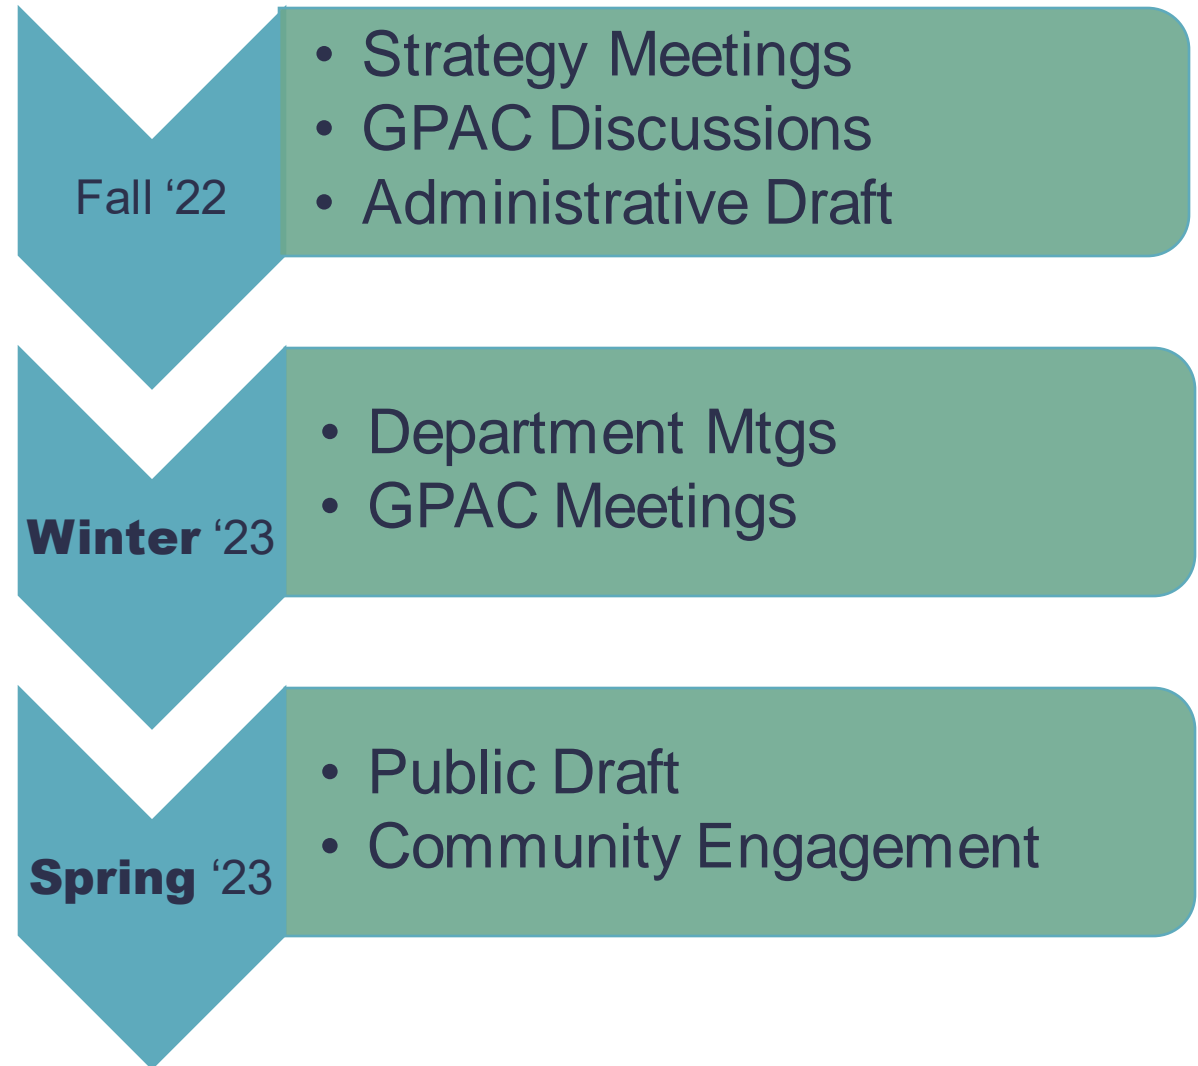 Fall ‘22
• Strategy Meetings
• GPAC Discussions
• Administrative Draft
Winter ‘23
• Department Mtgs
• GPAC Meetings
Spring ‘23
• Public Draft
• Community Engagement